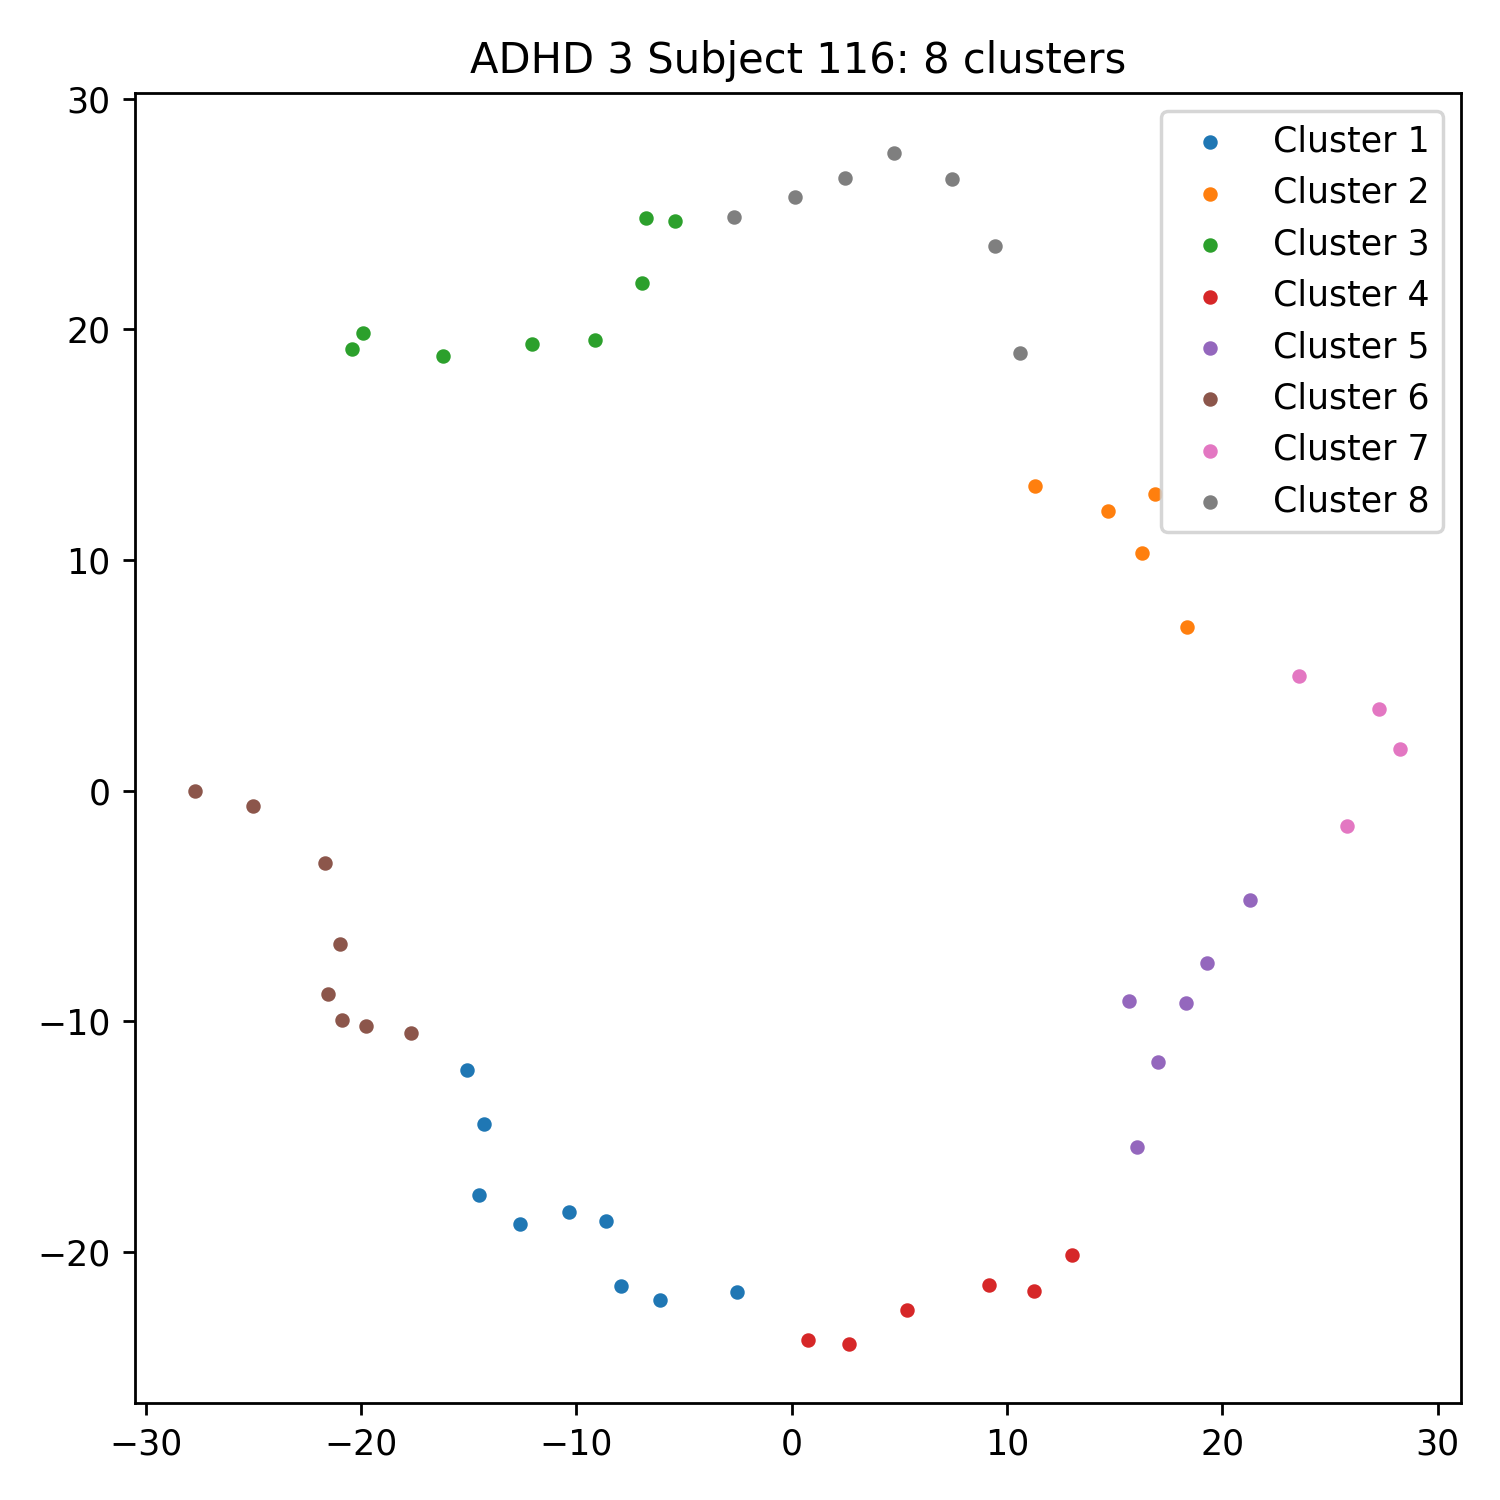 ADHD 3 Subject 116: 8 clusters
30
20
10
0
−10
−20
−30
−20
−10
0
10
20
30
Cluster 1
Cluster 2
Cluster 3
Cluster 4
Cluster 5
Cluster 6
Cluster 7
Cluster 8